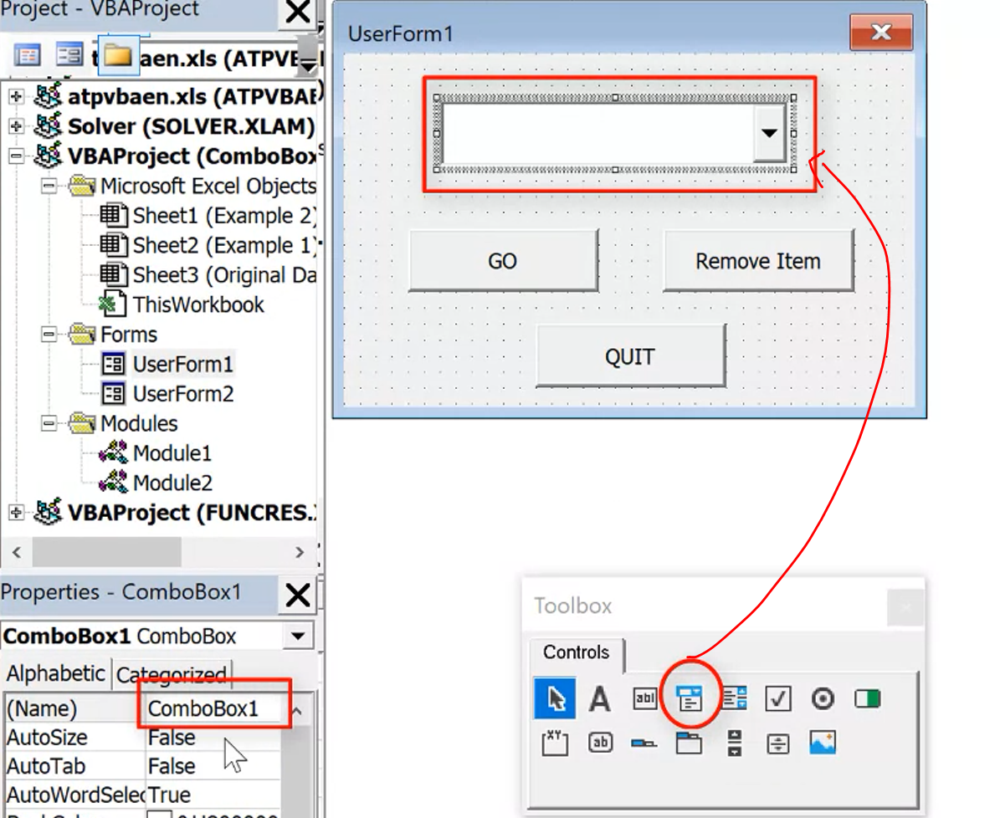 Project - VBAProject
aen.xls (ATPVE
atpvbaen.xls (ATPVBAE
Solver (SOLVER.XLAM)
VBAProject (ComboBox
Microsoft Excel Objects
Sheet1 (Example 2)
Sheet2 (Example 1)
Sheet3 (Original Da
ThisWorkbook
Forms
UserForm1
UserForm2
Modules
Module1
Module2
VBAProject (FUNCRES.
Properties - ComboBox1
ComboBox1 ComboBox
Alphabetic Categorized
(Name) ComboBox1
AutoSize False
AutoTab False
AutoWordSelec True
UserForm1
GO
Remove Item
QUIT
Toolbox
Controls
A
abl
XY
ab